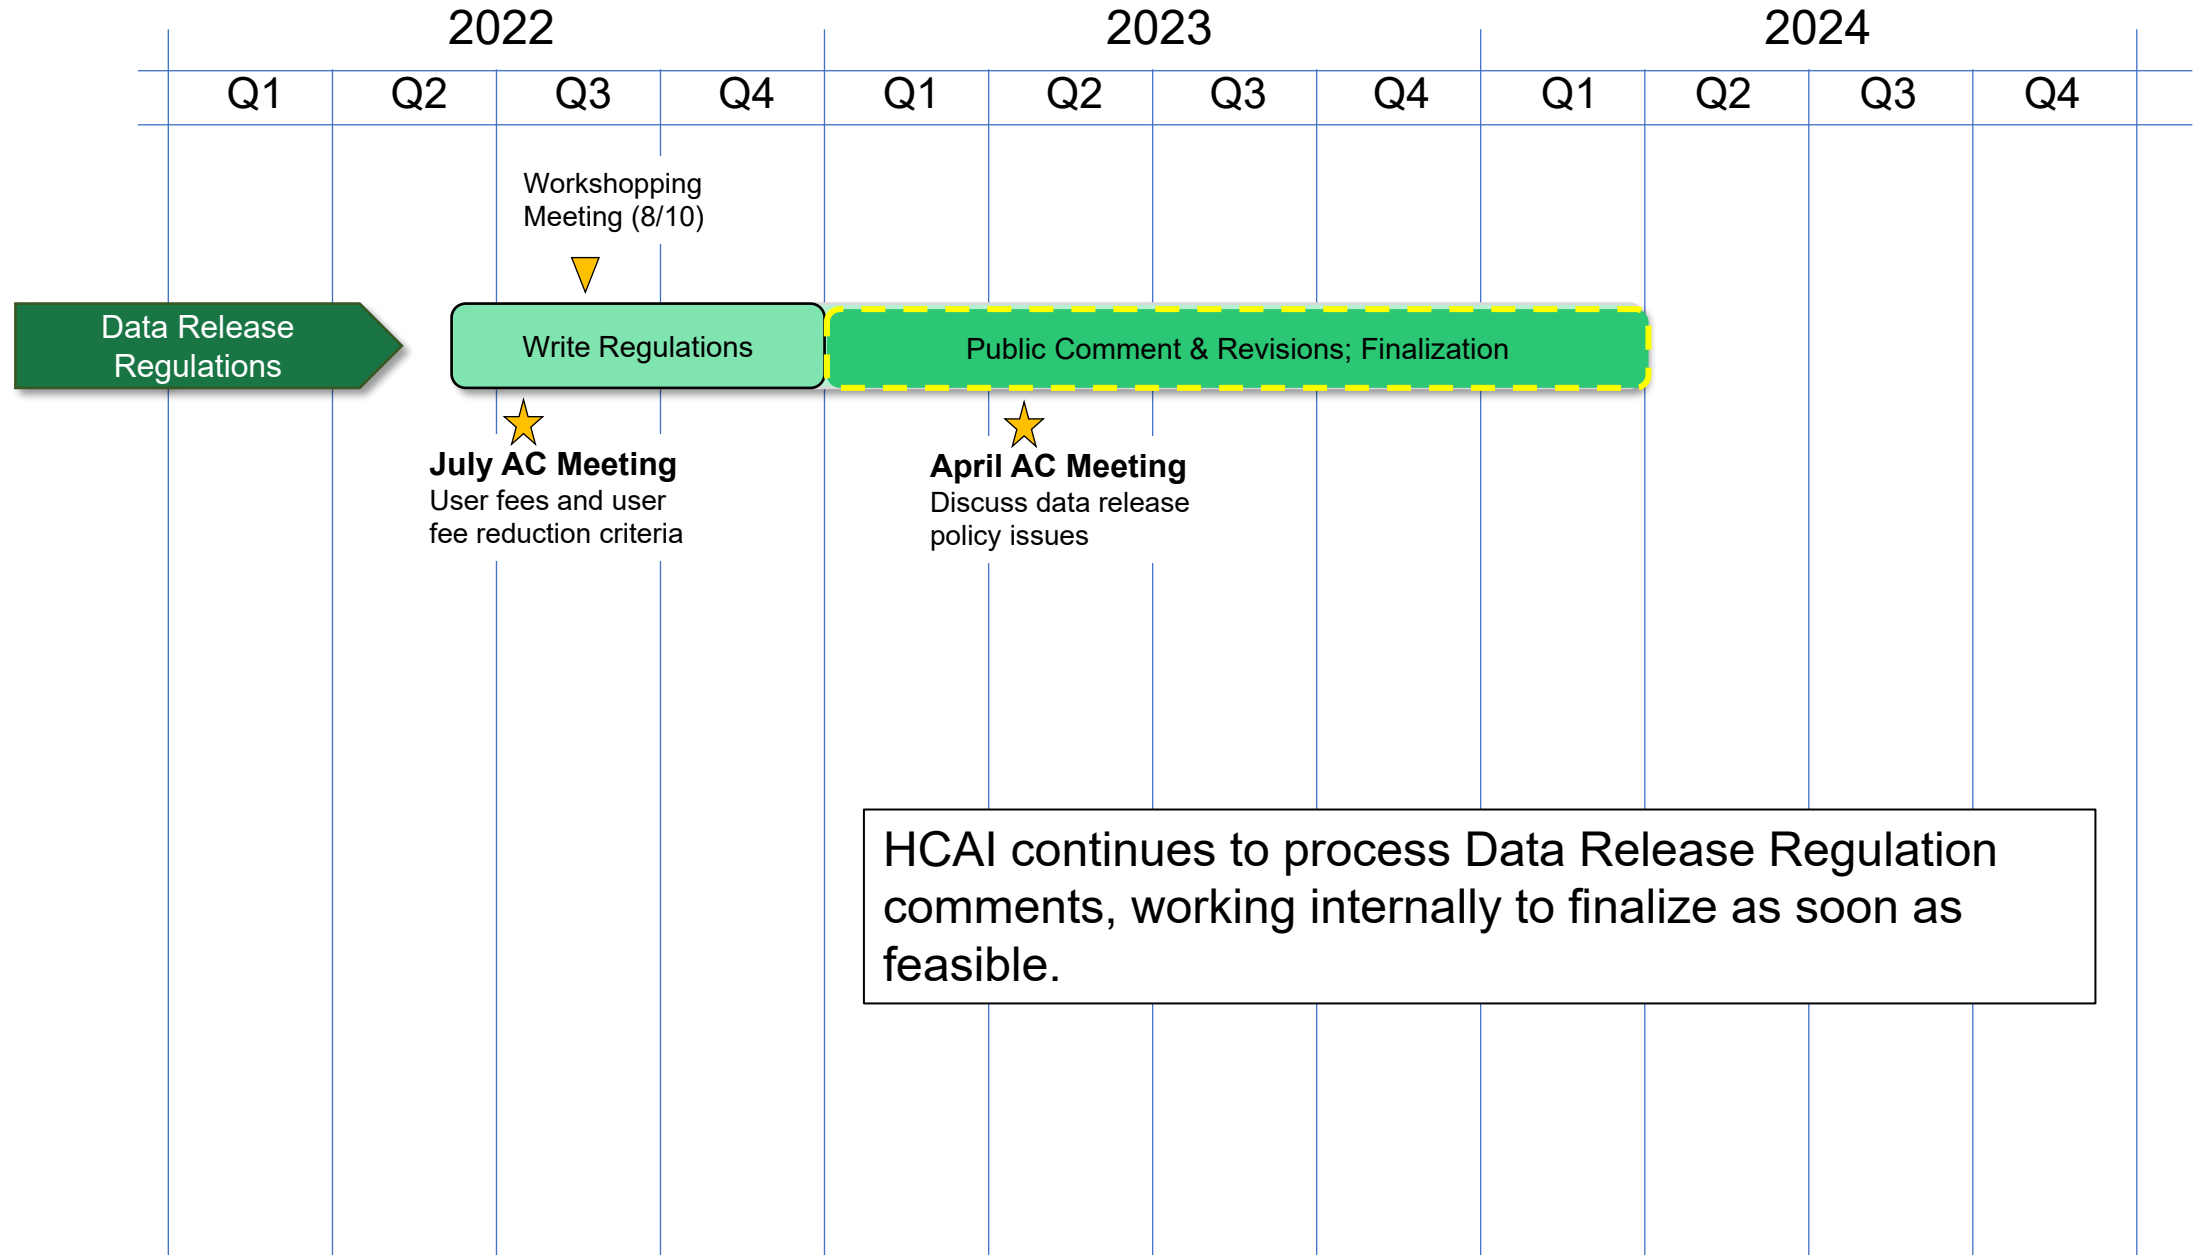 2022 2023 2024
Q1 Q2 Q3 Q4 Q1 Q2 Q3 Q4 Q1 Q2 Q3 Q4
Workshopping
Meeting (8/10)
Data Release
Regulations
Write Regulations
Public Comment & Revisions; Finalization
July AC Meeting
User fees and user
fee reduction criteria
April AC Meeting
Discuss data release
policy issues
HCAI continues to process Data Release Regulation
comments, working internally to finalize as soon as
feasible.